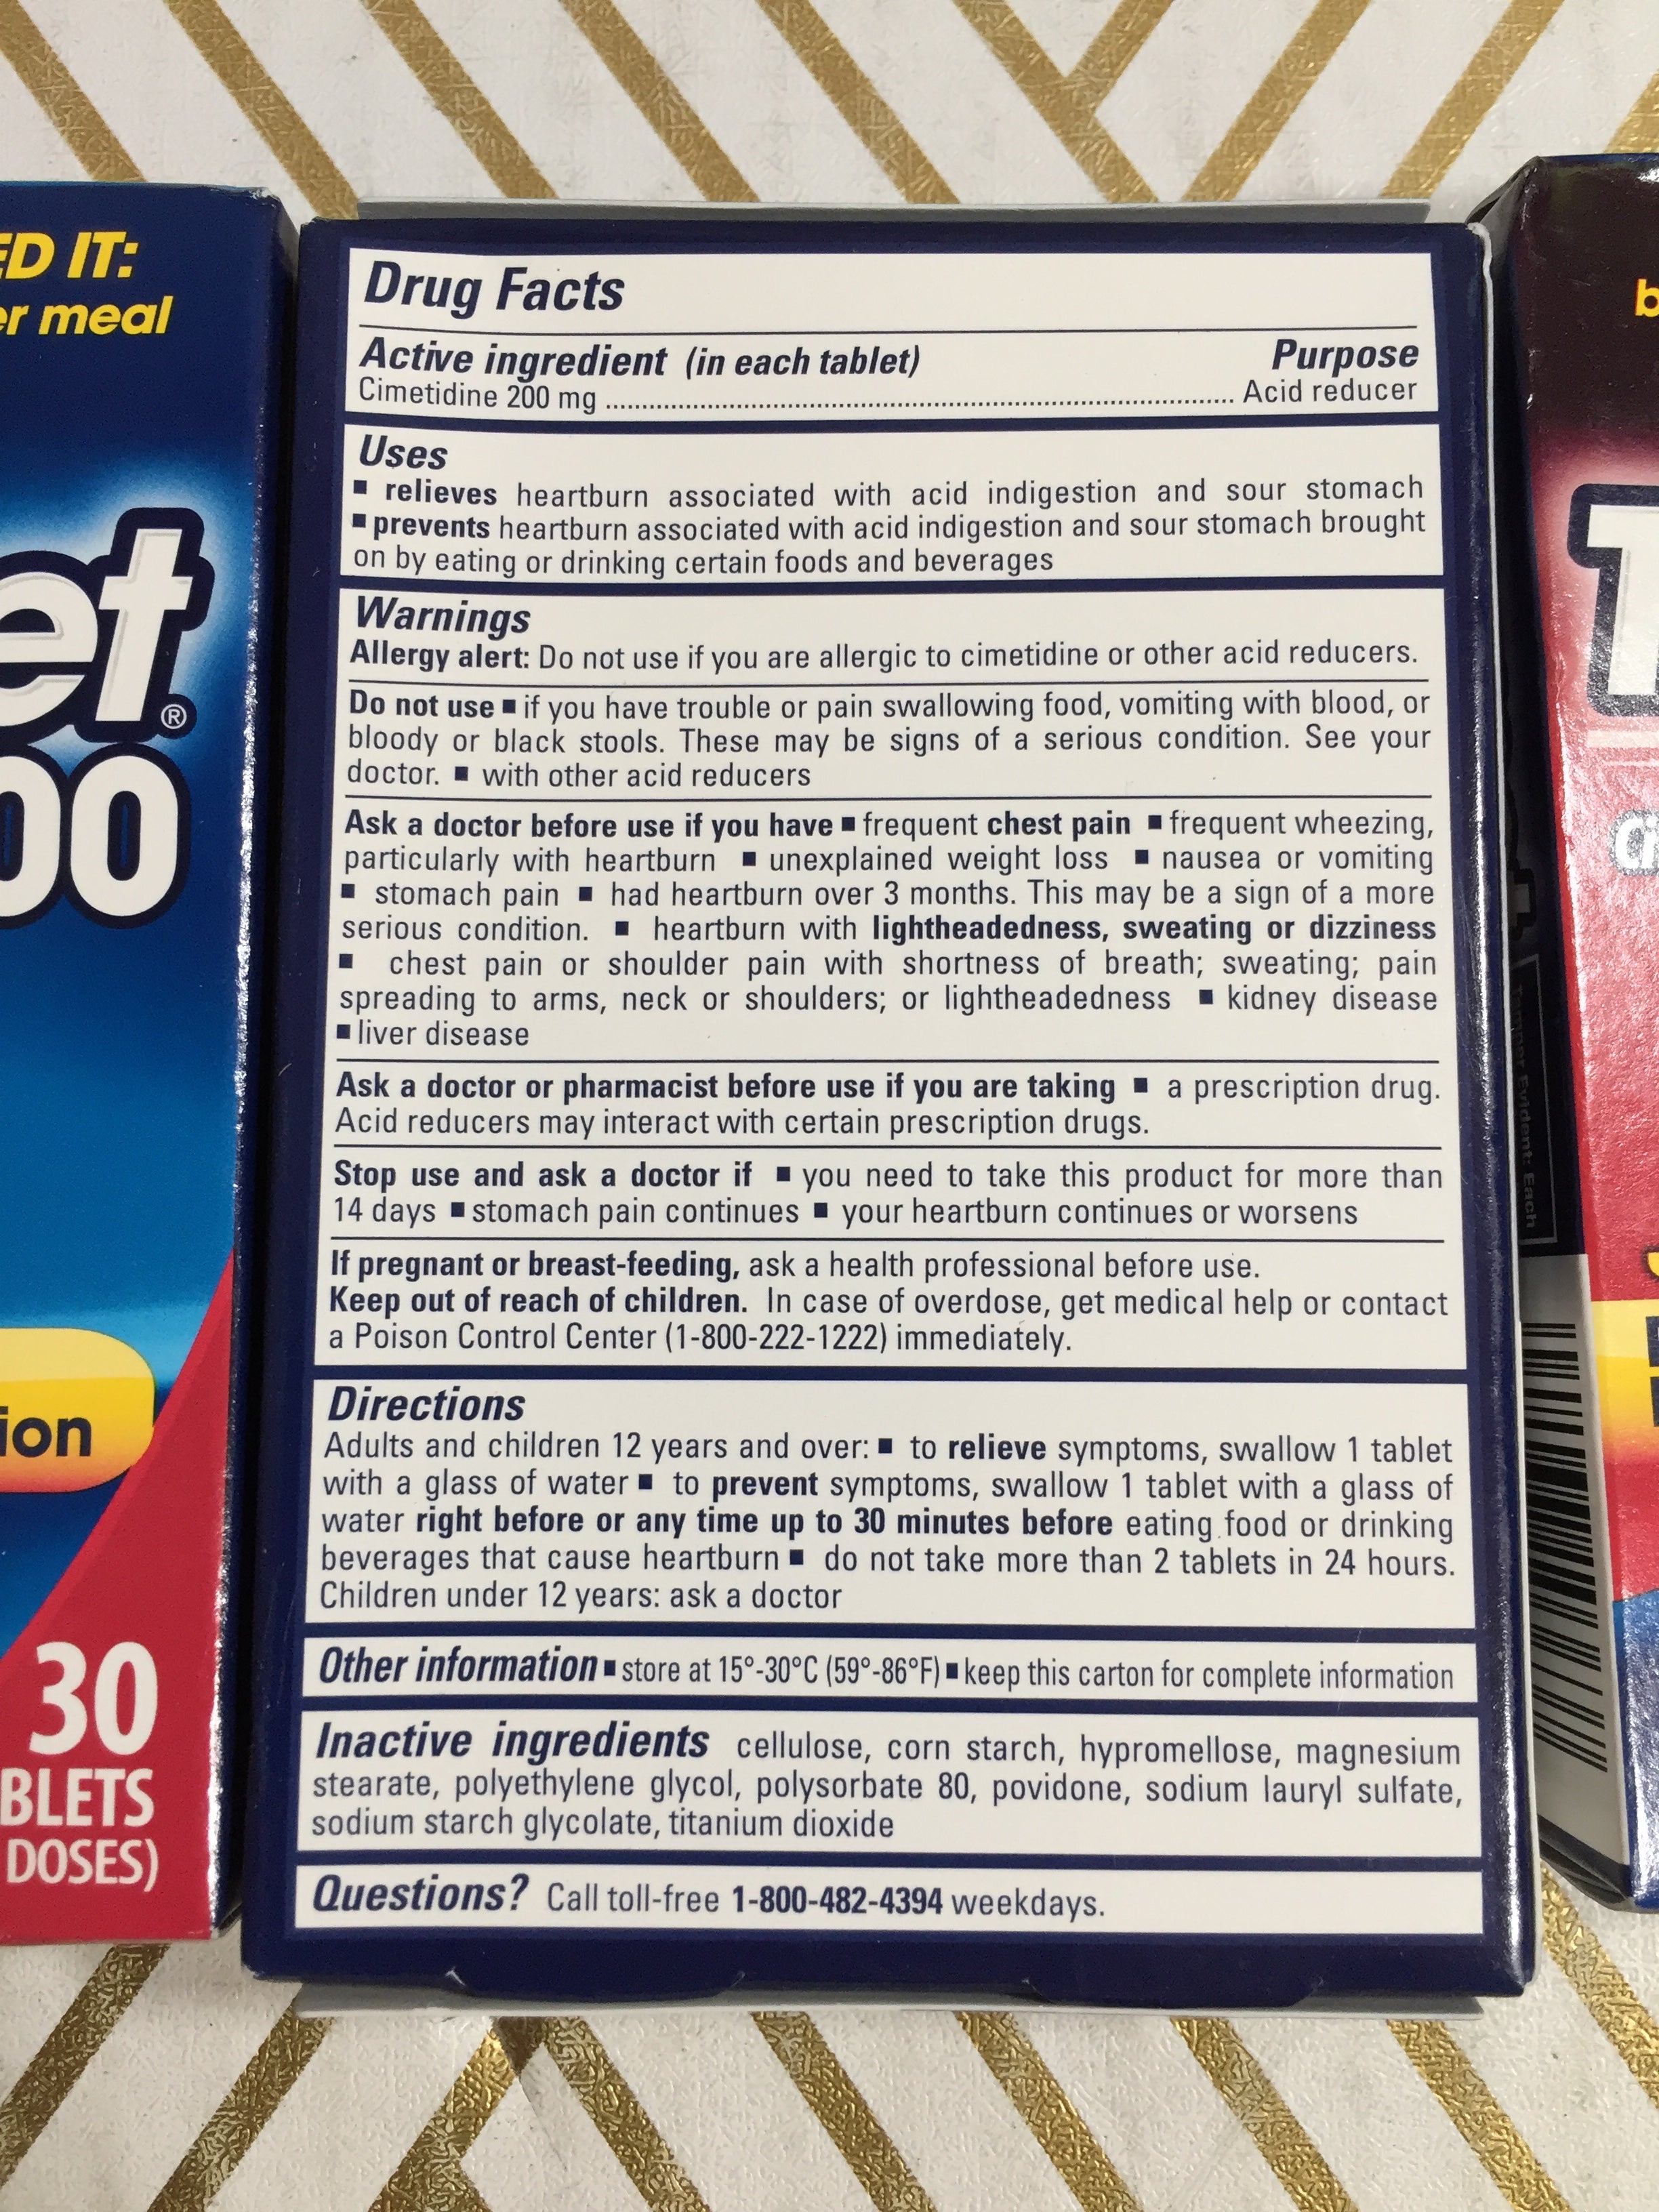 ED IT:
er meal
et®
00
ion
30
BLETS
DOSES)
Drug Facts
Active ingredient (in each tablet) Purpose
Cimetidine 200 mg ........................................ Acid reducer
Uses
■ relieves heartburn associated with acid indigestion and sour stomach
■ prevents heartburn associated with acid indigestion and sour stomach brought
on by eating or drinking certain foods and beverages
Warnings
Allergy alert: Do not use if you are allergic to cimetidine or other acid reducers.
Do not use ■ if you have trouble or pain swallowing food, vomiting with blood, or
bloody or black stools. These may be signs of a serious condition. See your
doctor. ■ with other acid reducers
Ask a doctor before use if you have ■ frequent chest pain ■ frequent wheezing,
particularly with heartburn ■ unexplained weight loss ■ nausea or vomiting
■ stomach pain ■ had heartburn over 3 months. This may be a sign of a more
serious condition. ■ heartburn with lightheadedness, sweating or dizziness
■ chest pain or shoulder pain with shortness of breath; sweating; pain
spreading to arms, neck or shoulders; or lightheadedness ■ kidney disease
■ liver disease
Ask a doctor or pharmacist before use if you are taking ■ a prescription drug.
Acid reducers may interact with certain prescription drugs.
Stop use and ask a doctor if ■ you need to take this product for more than
14 days ■ stomach pain continues ■ your heartburn continues or worsens
If pregnant or breast-feeding, ask a health professional before use.
Keep out of reach of children. In case of overdose, get medical help or contact
a Poison Control Center (1-800-222-1222) immediately.
Directions
Adults and children 12 years and over: ■ to relieve symptoms, swallow 1 tablet
with a glass of water ■ to prevent symptoms, swallow 1 tablet with a glass of
water right before or any time up to 30 minutes before eating food or drinking
beverages that cause heartburn ■ do not take more than 2 tablets in 24 hours.
Children under 12 years: ask a doctor
Other information ■ store at 15°-30°C (59°-86°F) ■ keep this carton for complete information
Inactive ingredients cellulose, corn starch, hypromellose, magnesium
stearate, polyethylene glycol, polysorbate 80, povidone, sodium lauryl sulfate,
sodium starch glycolate, titanium dioxide
Questions? Call toll-free 1-800-482-4394 weekdays.
Tamper Evident: Each
b
T